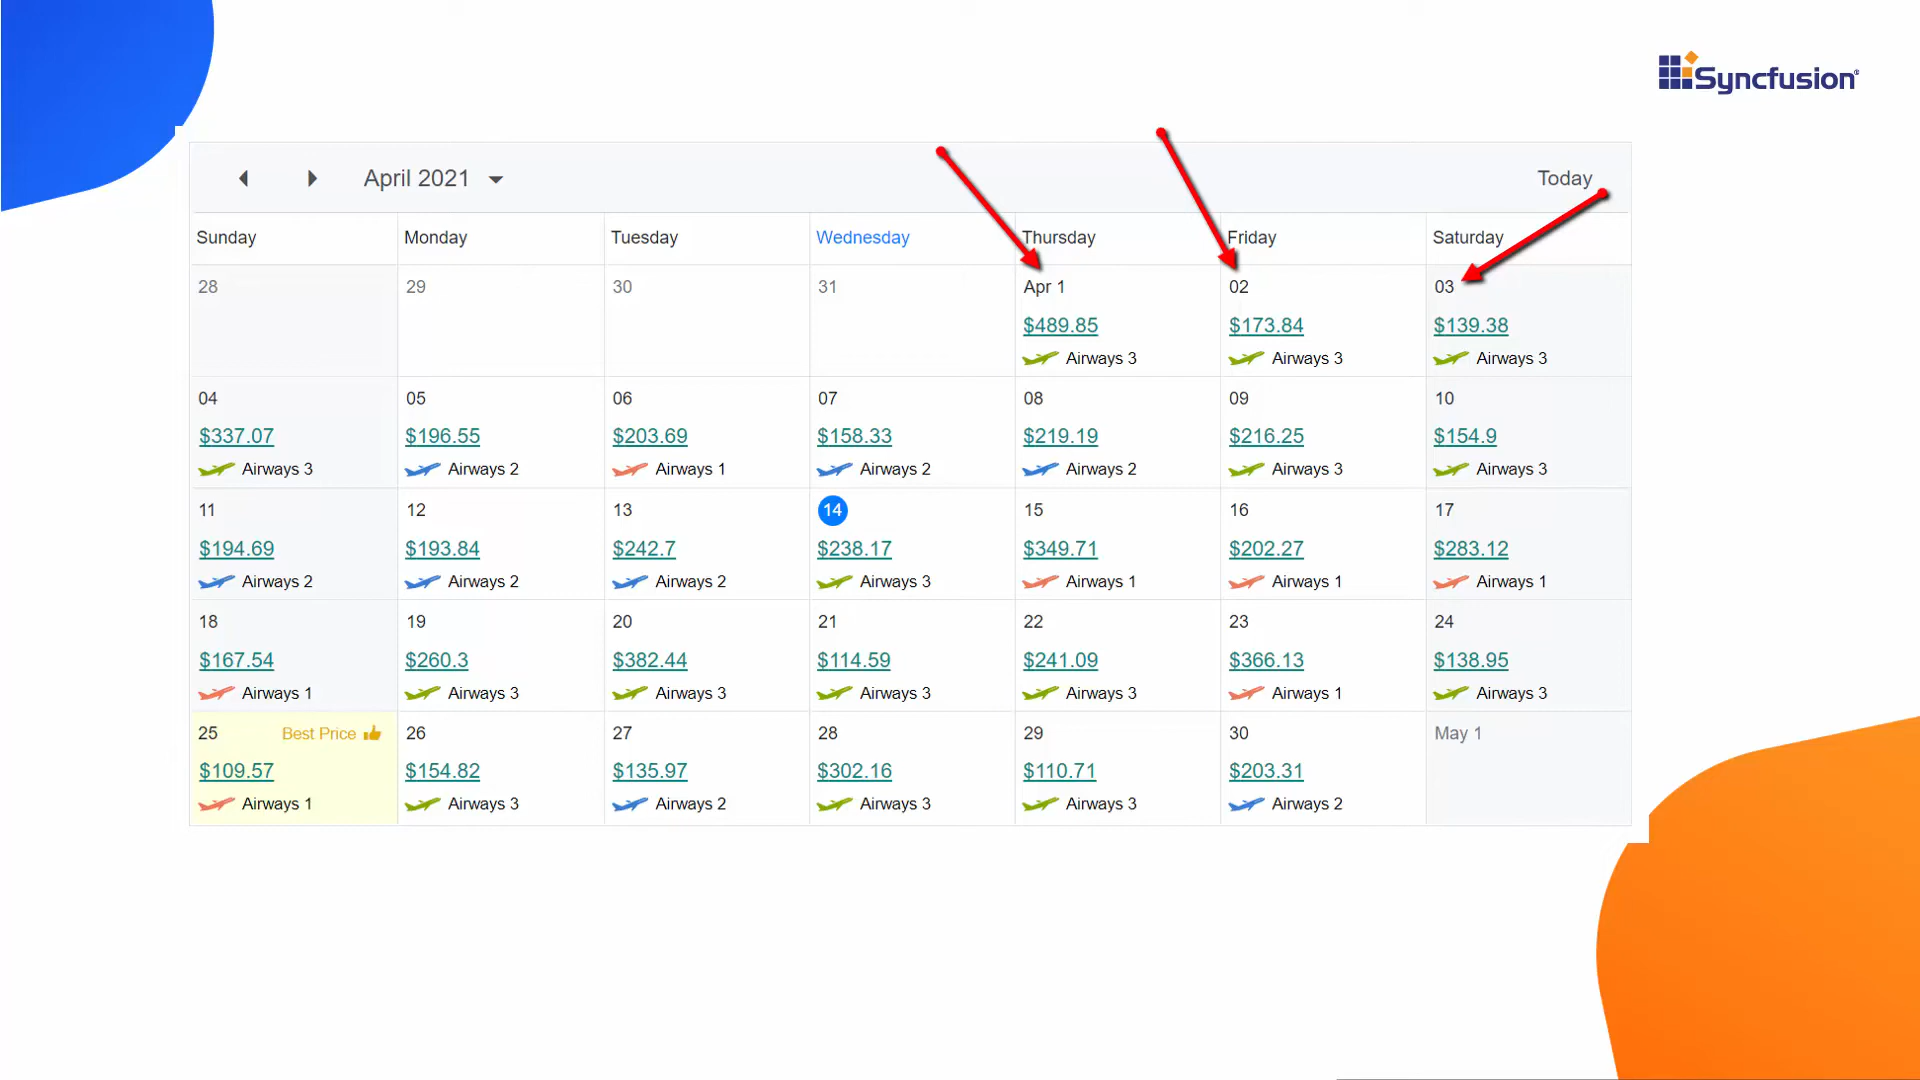 Syncfusion
April 2021 Today
Sunday Monday Tuesday Wednesday Thursday Friday Saturday
28 29 30 31 Apr 1 02 03
$489.85 $173.84 $139.38
Airways 3 Airways 3 Airways 3
04 05 06 07 08 09 10
$337.07 $196.55 $203.69 $158.33 $219.19 $216.25 $154.9
Airways 3 Airways 2 Airways 1 Airways 2 Airways 2 Airways 3 Airways 3
11 12 13 14 15 16 17
$194.69 $193.84 $242.7 $238.17 $349.71 $202.27 $283.12
Airways 2 Airways 2 Airways 2 Airways 3 Airways 1 Airways 1 Airways 1
18 19 20 21 22 23 24
$167.54 $260.3 $382.44 $114.59 $241.09 $366.13 $138.95
Airways 1 Airways 3 Airways 3 Airways 3 Airways 3 Airways 1 Airways 3
25 Best Price 26 27 28 29 30 May 1
$109.57 $154.82 $135.97 $302.16 $110.71 $203.31
Airways 1 Airways 3 Airways 2 Airways 3 Airways 3 Airways 2